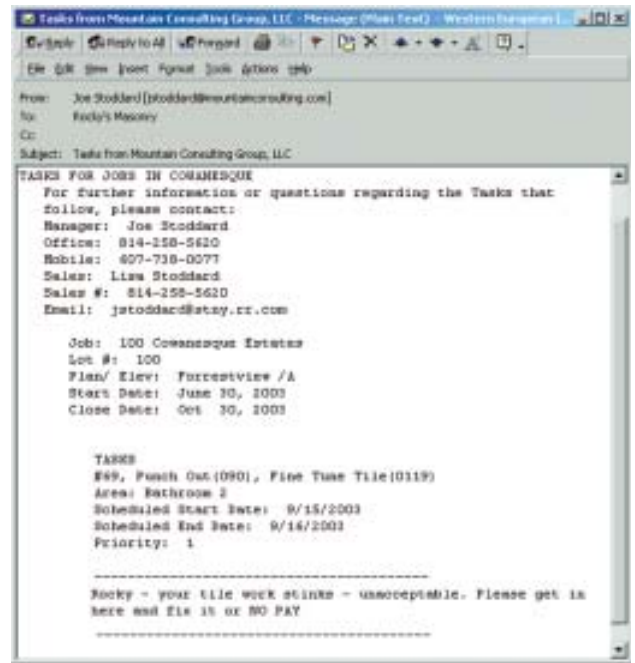 Tasks from Mountain Consulting Group, LLC - Message (Plain Text) - Western European
Reply Reply to All Forward
File Edit View Insert Format Tools Actions Help
From: Joe Stoddard
To: Rocky's Masonry
Cc:
Subject: Tasks from Mountain Consulting Group, LLC
TASKS FOR JOBS IN COWANESQUE
For further information or questions regarding the Tasks that
follow, please contact:
Manager: Joe Stoddard
Office: 814-258-5620
Mobile: 607-738-0077
Sales: Lisa Stoddard
Sales #: 814-258-5620
Email: jstoddard@stny.rr.com
Job: 100 Cowanesque Estates
Lot #: 100
Plan/ Elev: Forrestview /A
Start Date: June 30, 2003
Close Date: Oct 30, 2003
TASKS
#69, Punch Out(090), Fine Tune Tile(0119)
Area: Bathroom 2
Scheduled Start Date: 9/15/2003
Scheduled End Date: 9/16/2003
Priority: 1
Rocky - your tile work stinks - unacceptable. Please get in
here and fix it or NO PAY